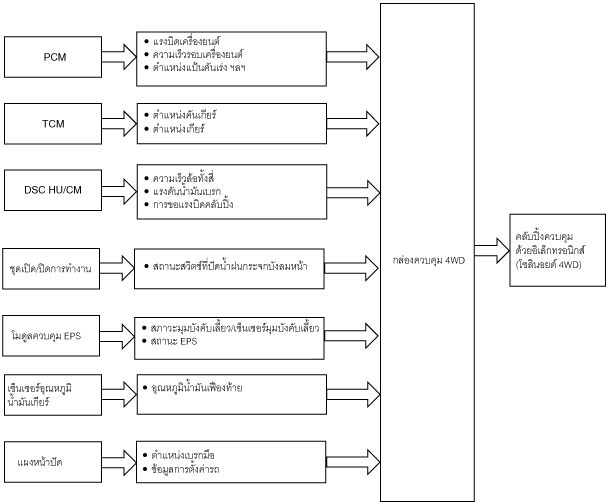 PCM
• แรงบิดเครื่องยนต์
• ความเร็วรอบเครื่องยนต์
• ตำแหน่งแป้นคันเร่ง ฯลฯ
TCM
• ตำแหน่งคันเกียร์
• ตำแหน่งเกียร์
DSC HU/CM
• ความเร็วล้อทั้งสี่
• แรงดันน้ำมันเบรก
• การขอแรงบิดคลับปิ้ง
ชุดเปิด/ปิดการทำงาน
• สถานะสวิตช์ที่ปัดน้ำฝนกระจกบังลมหน้า
โมดูลควบคุม EPS
• สภาวะมุมบังคับเลี้ยว/เซ็นเซอร์มุมบังคับเลี้ยว
• สถานะ EPS
เซ็นเซอร์อุณหภูมิ
น้ำมันเกียร์
• อุณหภูมิน้ำมันเฟืองท้าย
แผงหน้าปัด
• ตำแหน่งเบรกมือ
• ข้อมูลการตั้งค่ารถ
กล่องควบคุม 4WD
คลับปิ้งควบคุม
ด้วยอิเล็กทรอนิกส์
(โซลินอยด์ 4WD)